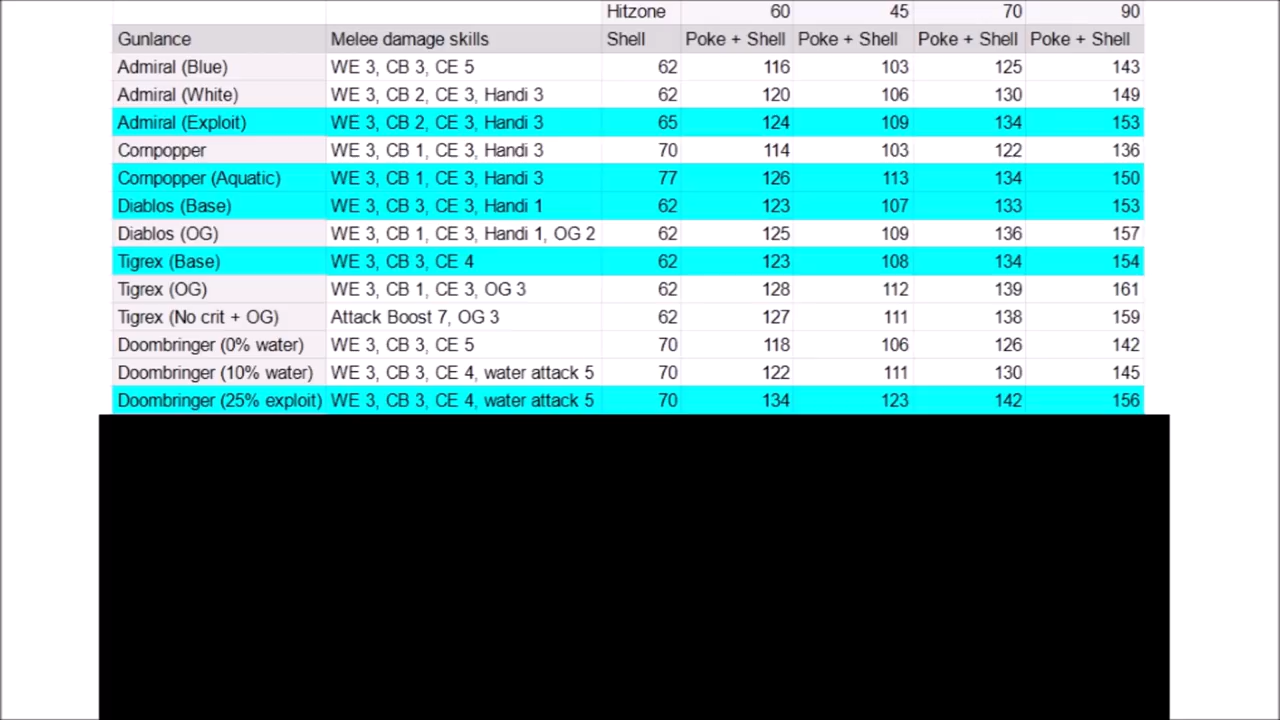 Hitzone 60 45 70 90
Gunlance Melee damage skills Shell Poke + Shell Poke + Shell Poke + Shell Poke + Shell
Admiral (Blue) WE 3, CB 3, CE 5 62 116 103 125 143
Admiral (White) WE 3, CB 2, CE 3, Handi 3 62 120 106 130 149
Admiral (Exploit) WE 3, CB 2, CE 3, Handi 3 65 124 109 134 153
Cornpopper WE 3, CB 1, CE 3, Handi 3 70 114 103 122 136
Cornpopper (Aquatic) WE 3, CB 1, CE 3, Handi 3 77 126 113 134 150
Diablos (Base) WE 3, CB 3, CE 3, Handi 1 62 123 107 133 153
Diablos (OG) WE 3, CB 1, CE 3, Handi 1, OG 2 62 125 109 136 157
Tigrex (Base) WE 3, CB 3, CE 4 62 123 108 134 154
Tigrex (OG) WE 3, CB 1, CE 3, OG 3 62 128 112 139 161
Tigrex (No crit + OG) Attack Boost 7, OG 3 62 127 111 138 159
Doombringer (0% water) WE 3, CB 3, CE 5 70 118 106 126 142
Doombringer (10% water) WE 3, CB 3, CE 4, water attack 5 70 122 111 130 145
Doombringer (25% exploit) WE 3, CB 3, CE 4, water attack 5 70 134 123 142 156